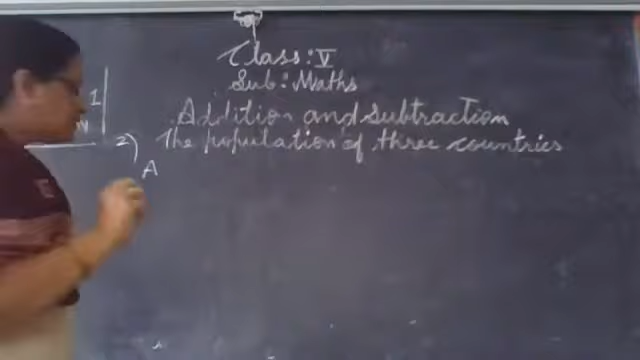 Class: V
Sub: Maths
Addition and Subtraction
2) The population of three countries
A